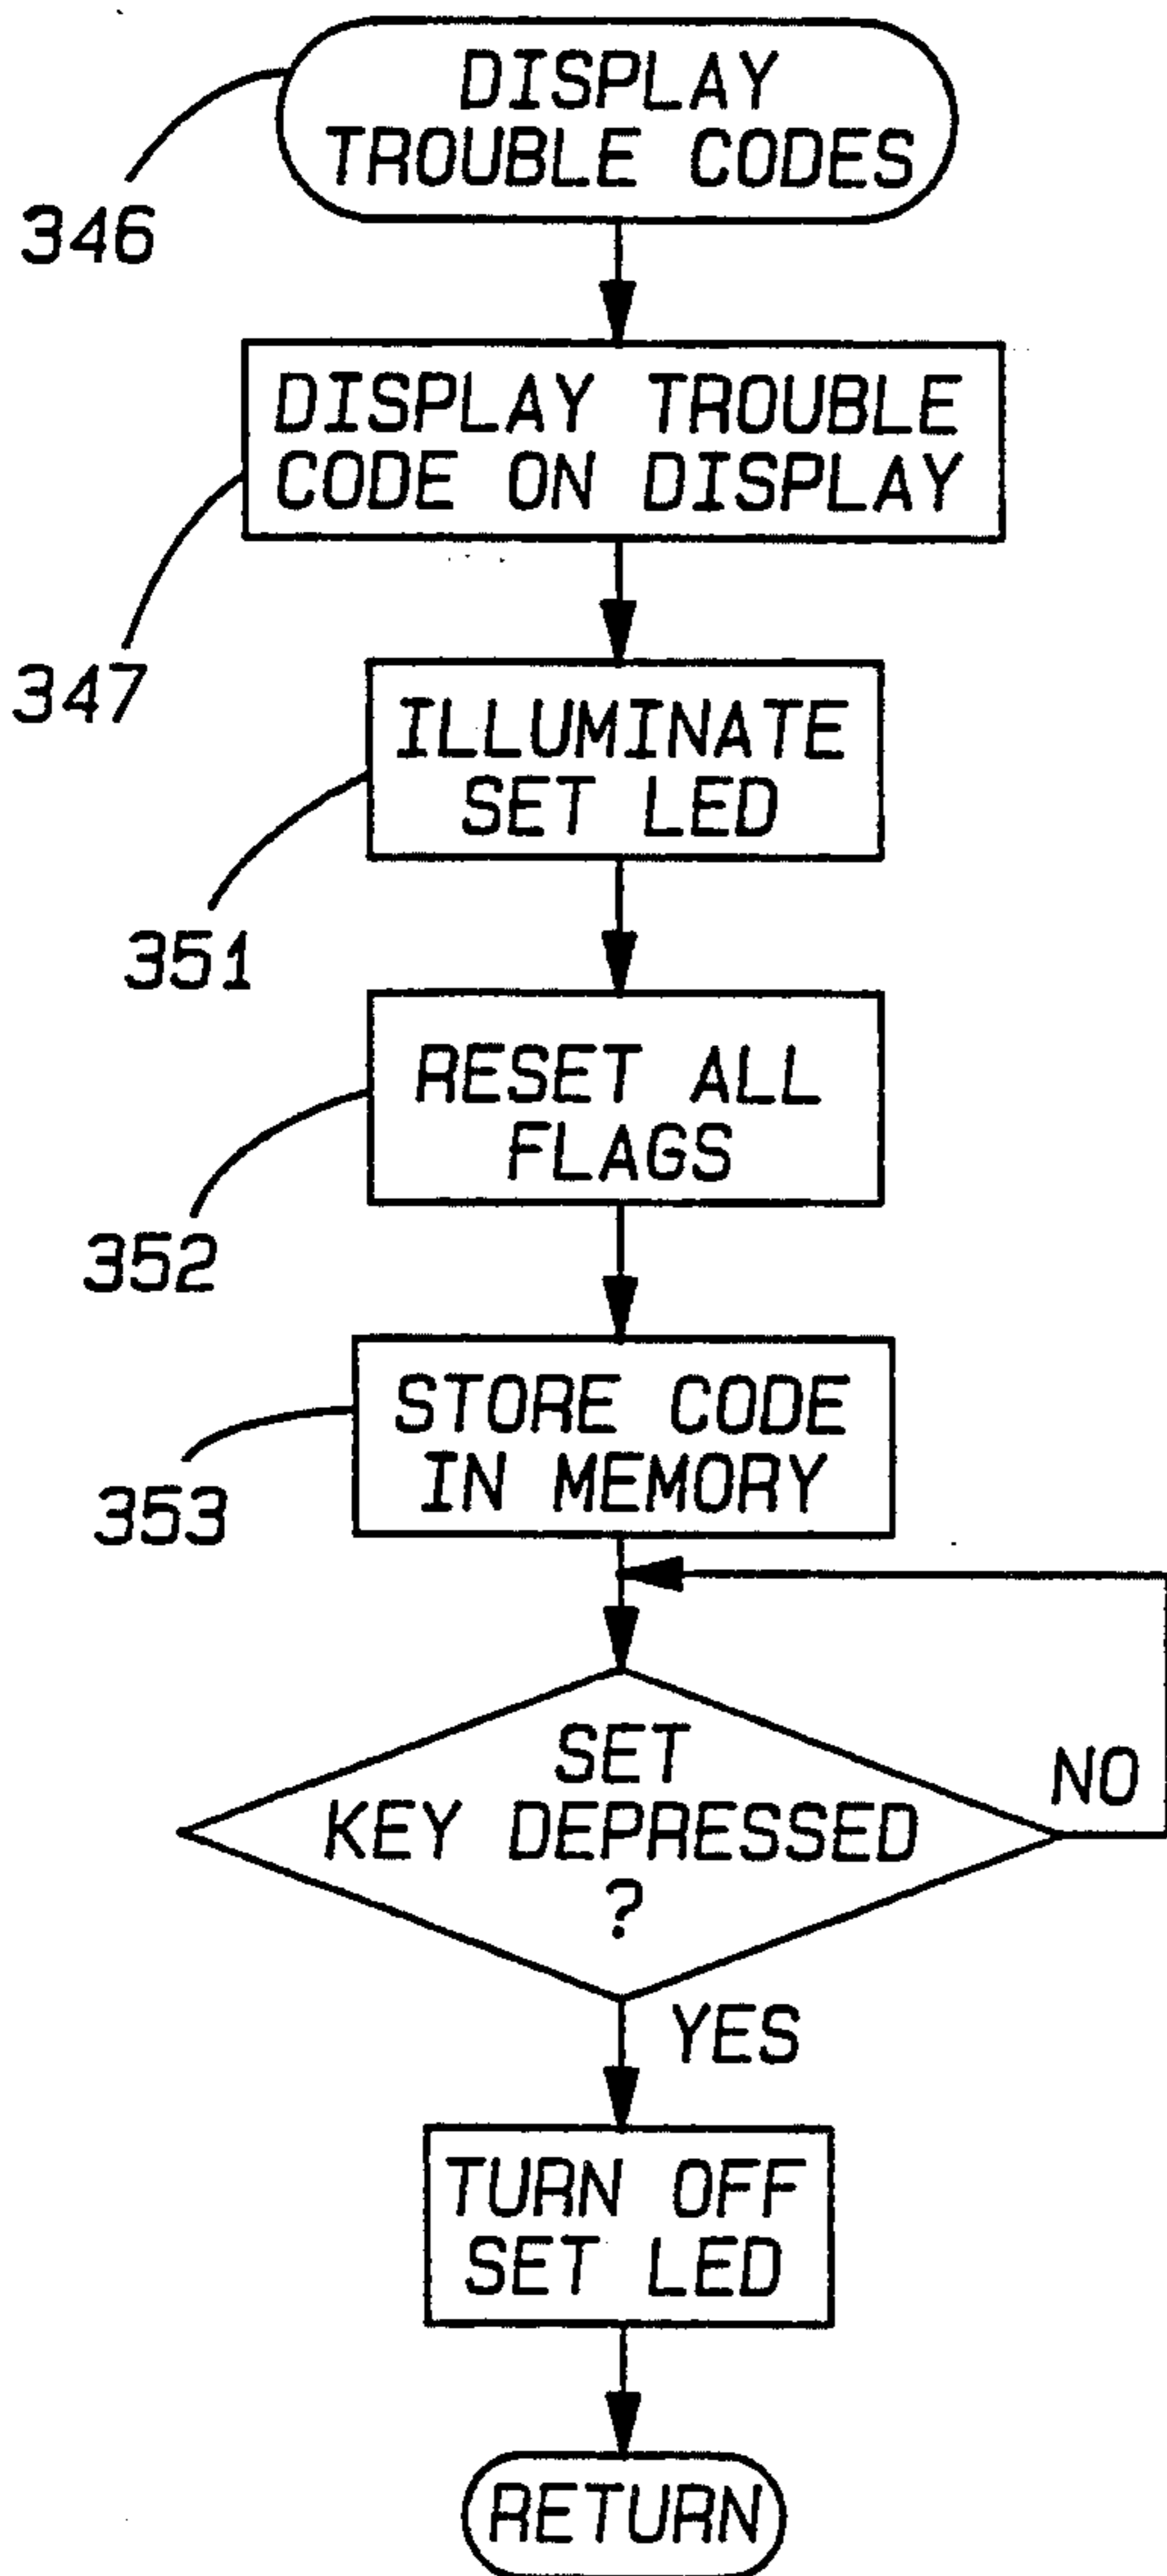 DISPLAY
TROUBLE CODES
346
DISPLAY TROUBLE
CODE ON DISPLAY
347
ILLUMINATE
SET LED
351
RESET ALL
FLAGS
352
STORE CODE
IN MEMORY
353
SET
KEY DEPRESSED
?
NO
YES
TURN OFF
SET LED
RETURN